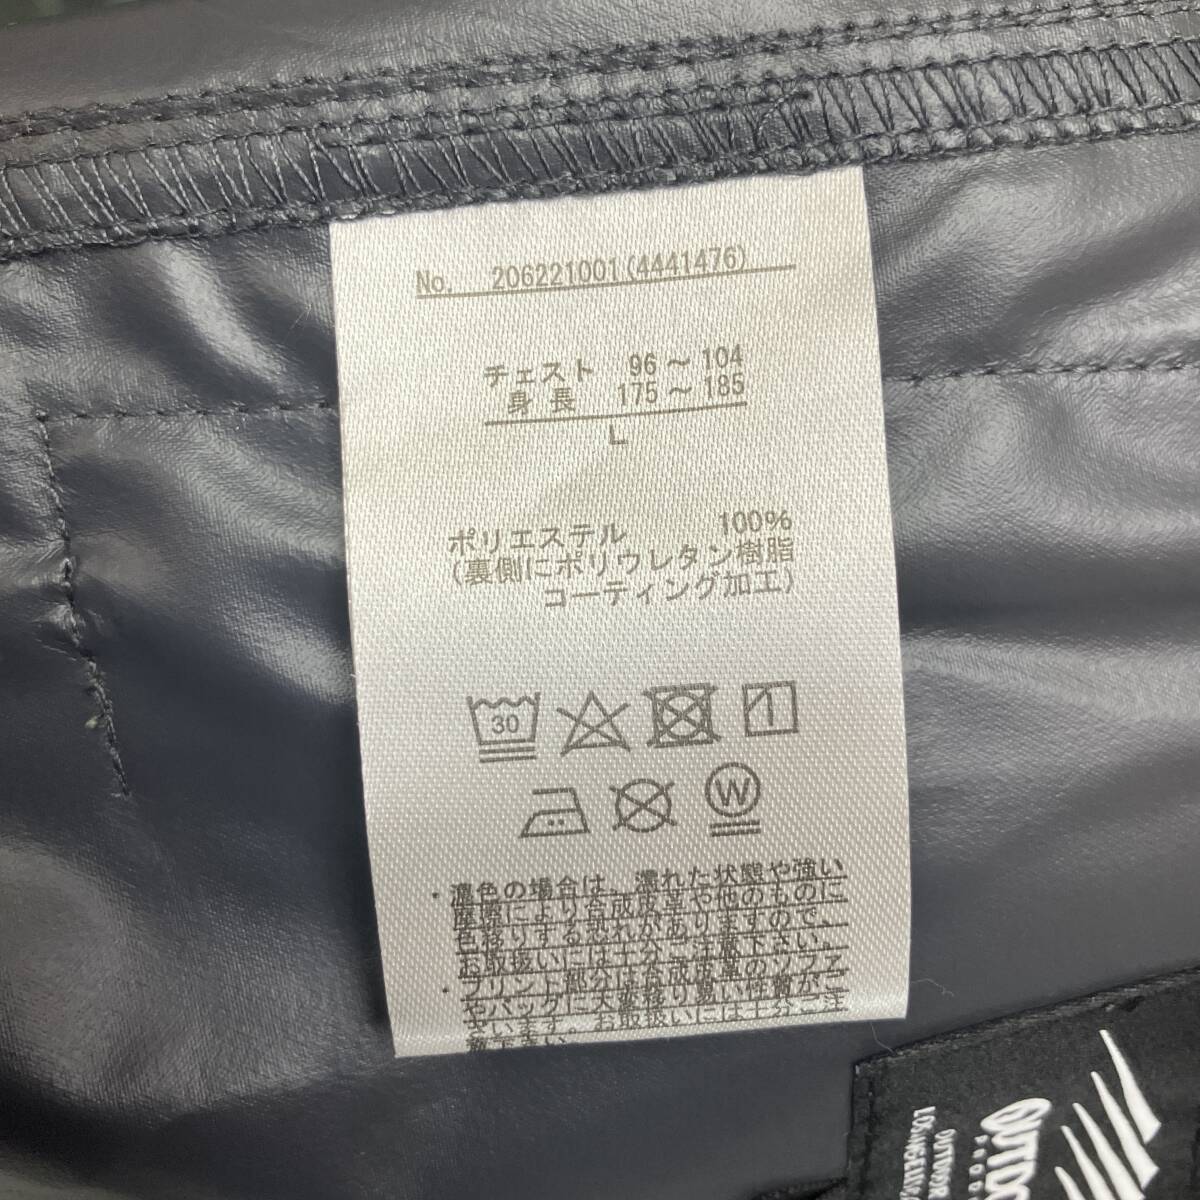 No. 206221001(4441476)
チェスト 96～104
身長 175～185
L
ポリエステル 100%
(裏側にポリウレタン樹脂
コーティング加工)
30
W
・濃色の場合は、濡れた状態や強い
摩擦により合成皮革や他のものに
色移りする恐れがありますので、
お取扱いには十分ご注意下さい。
・プリント部分は合成皮革のソファ
やバッグに大変移り易い性質がご
ざいます。お取扱いには十分ご注
意下さい。
OUTDO